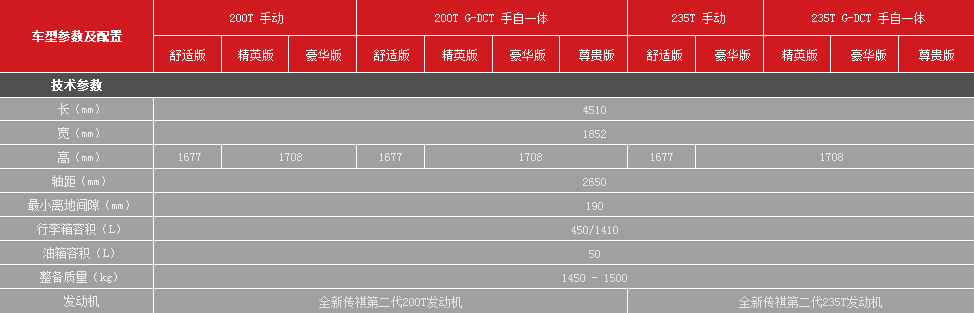 车型参数及配置 200T 手动 200T G-DCT 手自一体 235T 手动 235T G-DCT 手自一体
舒适版 精英版 豪华版 舒适版 精英版 豪华版 尊贵版 舒适版 豪华版 精英版 豪华版 尊贵版
技术参数
长（mm） 4510
宽（mm） 1852
高（mm） 1677 1708 1677 1708 1677 1708
轴距（mm） 2650
最小离地间隙（mm） 190
行李箱容积（L） 450/1410
油箱容积（L） 50
整备质量（kg） 1450 - 1500
发动机 全新传祺第二代200T发动机 全新传祺第二代235T发动机